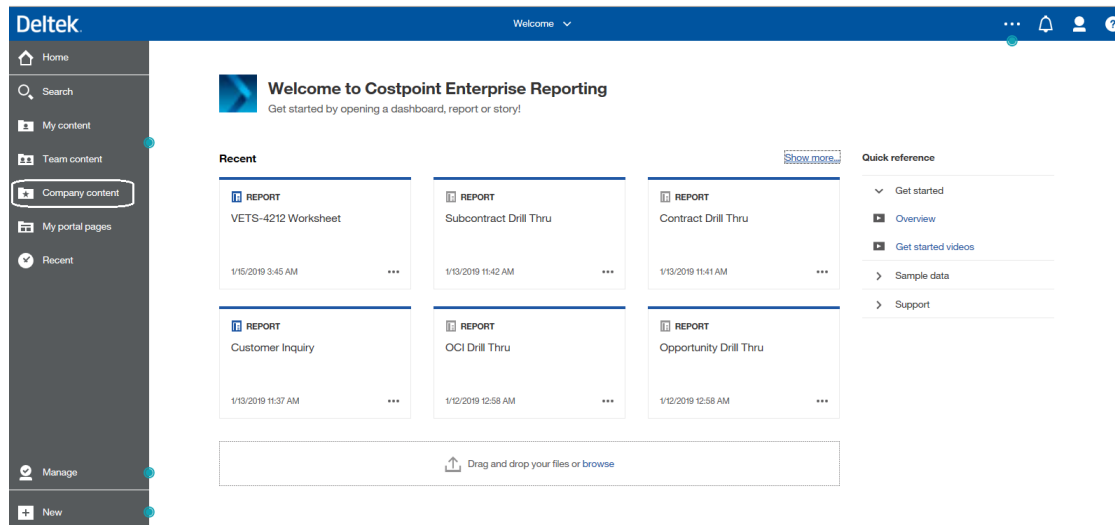 Deltek
Welcome
Home
Search
My content
Team content
Company content
My portal pages
Recent
Manage
New
Welcome to Costpoint Enterprise Reporting
Get started by opening a dashboard, report or story!
Recent
Show more...
REPORT
VETS-4212 Worksheet
1/15/2019 3:45 AM
REPORT
Subcontract Drill Thru
1/13/2019 11:42 AM
REPORT
Contract Drill Thru
1/13/2019 11:41 AM
REPORT
Customer Inquiry
1/13/2019 11:37 AM
REPORT
OCI Drill Thru
1/12/2019 12:58 AM
REPORT
Opportunity Drill Thru
1/12/2019 12:58 AM
Drag and drop your files or browse
Quick reference
Get started
Overview
Get started videos
Sample data
Support